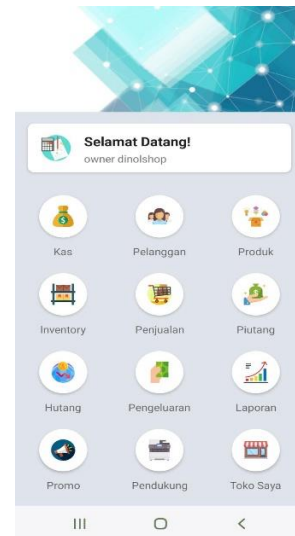 Selamat Datang!
owner dinolshop
Kas Pelanggan Produk
Inventory Penjualan Piutang
Hutang Pengeluaran Laporan
Promo Pendukung Toko Saya